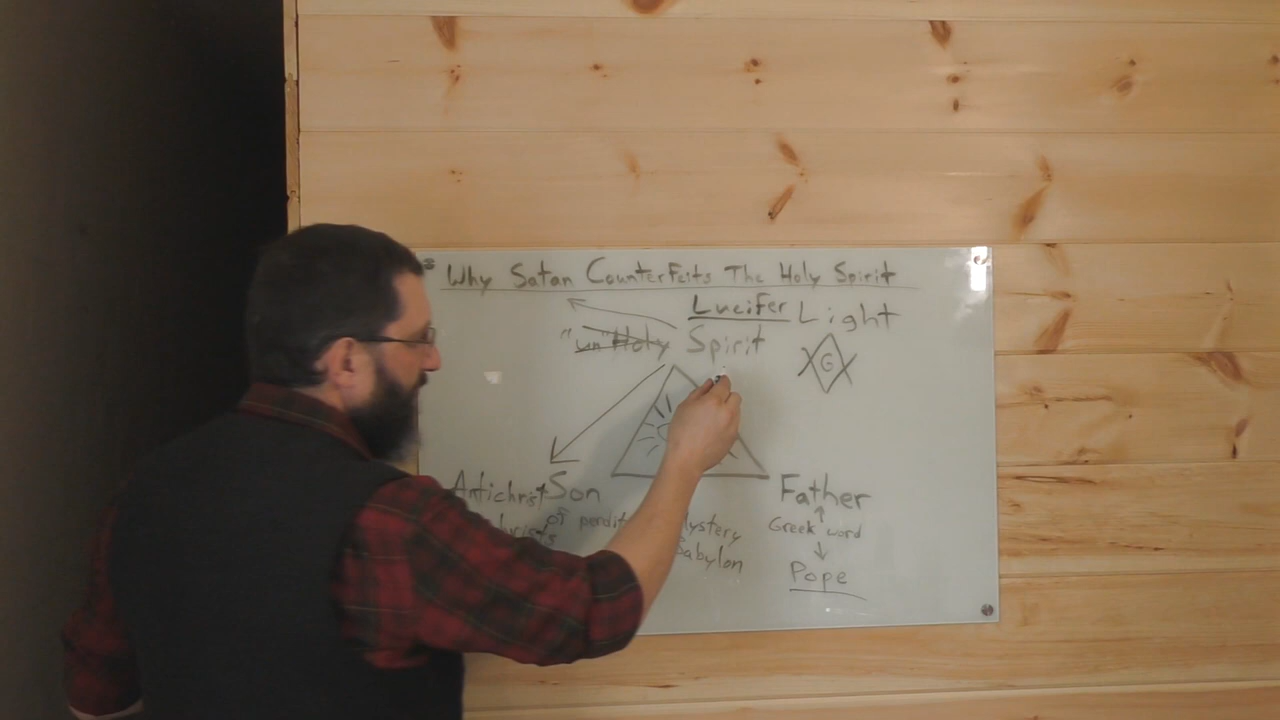 Why Satan Counterfeits The Holy Spirit
Lucifer Light
"un" Holy Spirit
G
Antichrist Son Father
of perdit
Mystery
Babylon
Greek word
Pope